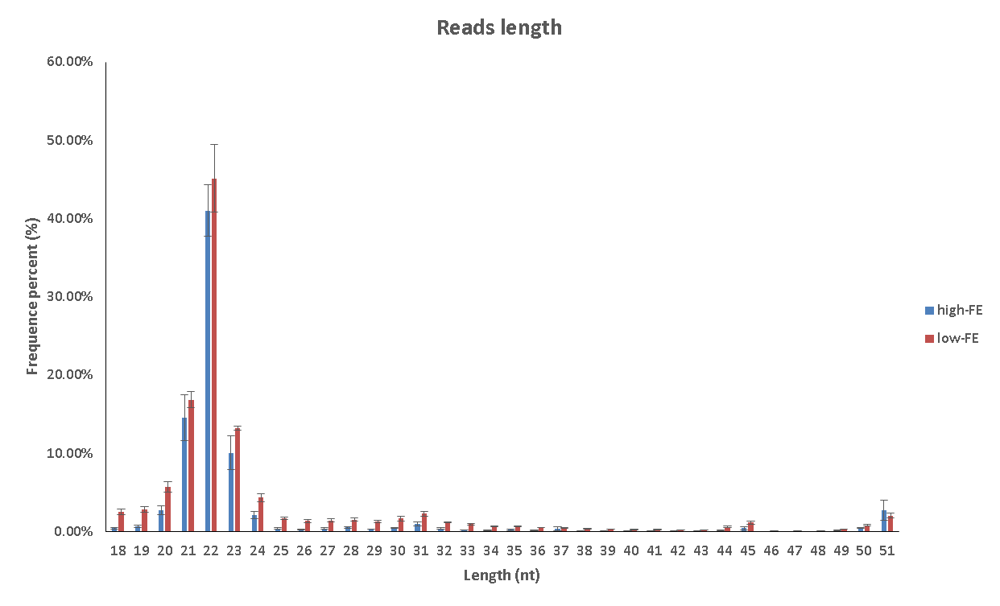 Reads length
60.00%
50.00%
40.00%
30.00%
20.00%
10.00%
0.00%
Frequence percent (%)
18 19 20 21 22 23 24 25 26 27 28 29 30 31 32 33 34 35 36 37 38 39 40 41 42 43 44 45 46 47 48 49 50 51
Length (nt)
high-FE
low-FE